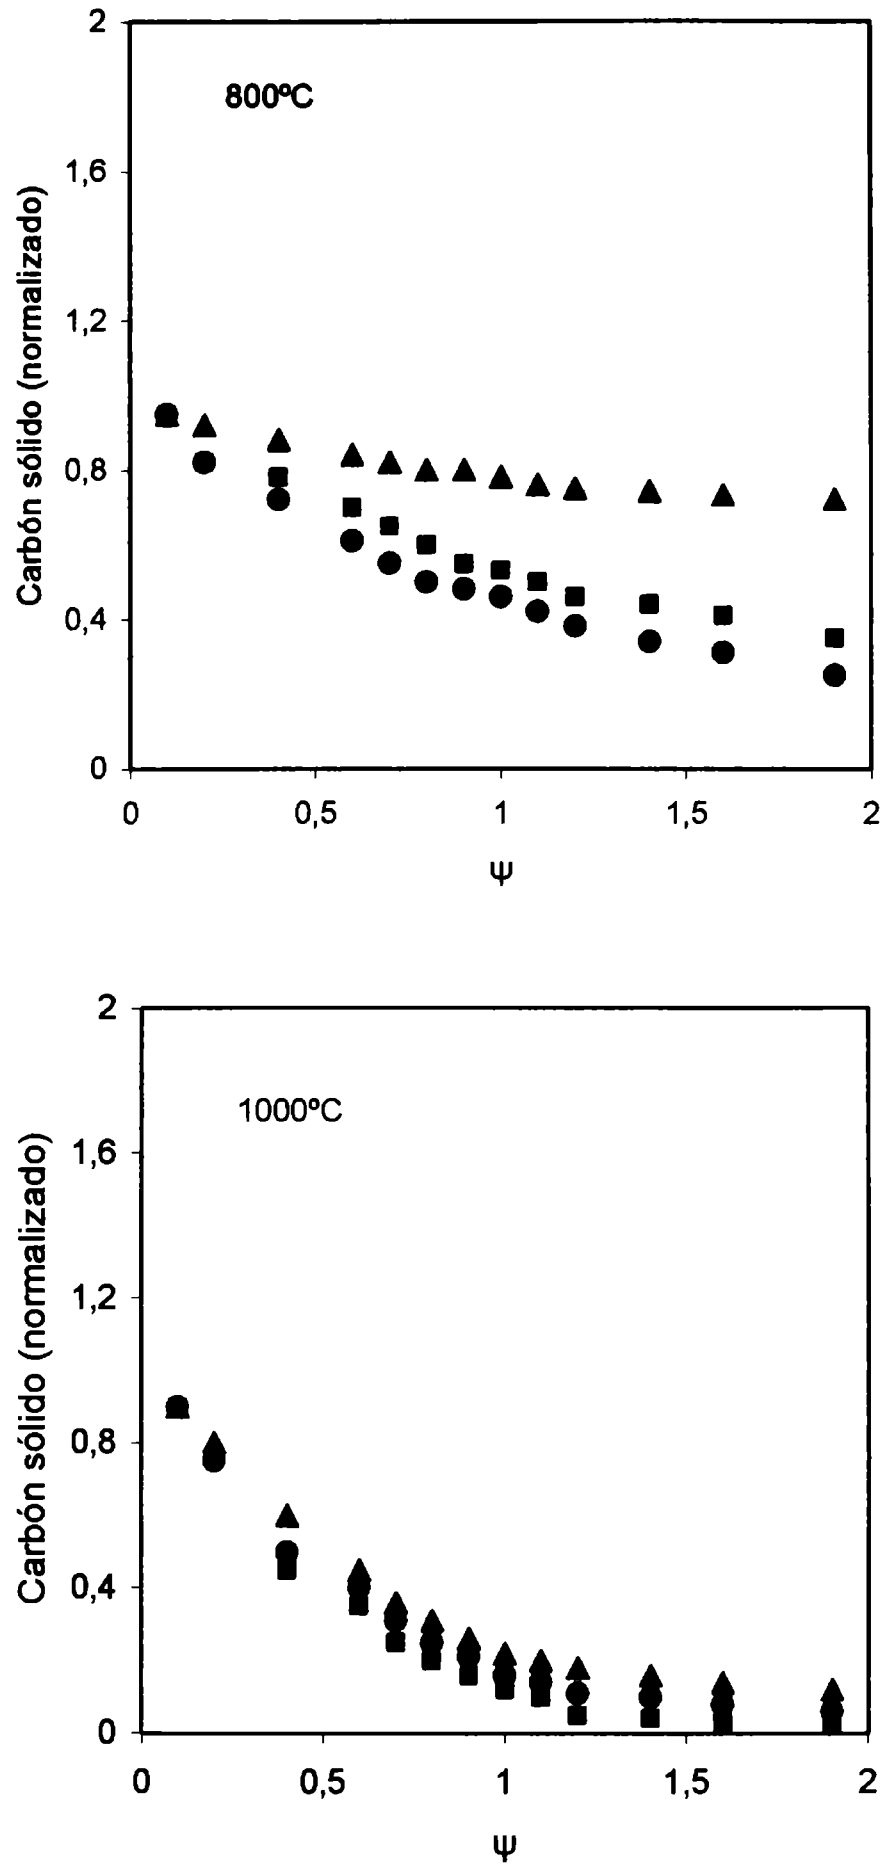 2
800ºC
1,6
1,2
0,8
0,4
0
Carbón sólido (normalizado)
0 0,5 1 1,5 2
ψ
2
1000ºC
1,6
1,2
0,8
0,4
0
Carbón sólido (normalizado)
0 0,5 1 1,5 2
ψ